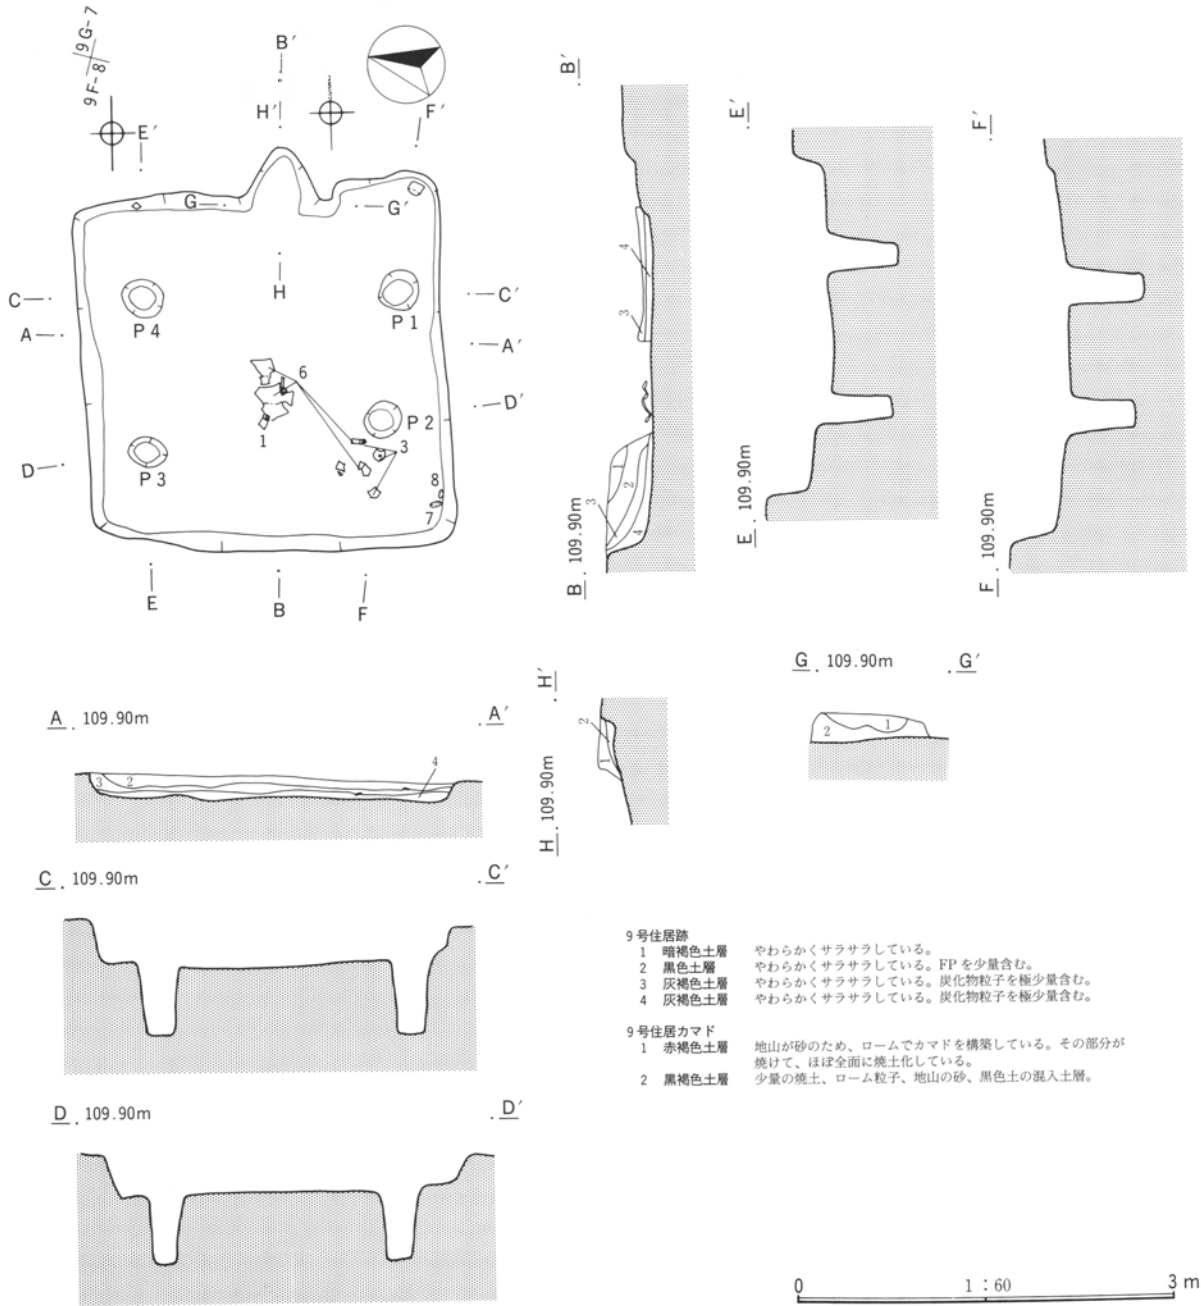 9G-7
9F-8
B′
H′
F′
E′
G
G′
H
C
C′
P4
P1
A
A′
6
D′
P2
1
3
D
P3
8
7
E
B
F
B′
4
3
1
2
3
4
B 109.90m
E′
E 109.90m
F′
F 109.90m
A 109.90m
A′
3
2
4
H′
2
1
H 109.90m
G 109.90m
G′
2
1
C 109.90m
C′
D 109.90m
D′
9号住居跡
1 暗褐色土層 やわらかくサラサラしている。
2 黒色土層 やわらかくサラサラしている。FPを少量含む。
3 灰褐色土層 やわらかくサラサラしている。炭化物粒子を極少量含む。
4 灰褐色土層 やわらかくサラサラしている。炭化物粒子を極少量含む。
9号住居カマド
1 赤褐色土層 地山が砂のため、ロームでカマドを構築している。その部分が
焼けて、ほぼ全面に焼土化している。
2 黒褐色土層 少量の焼土、ローム粒子、地山の砂、黒色土の混入土層。
0 1：60 3m